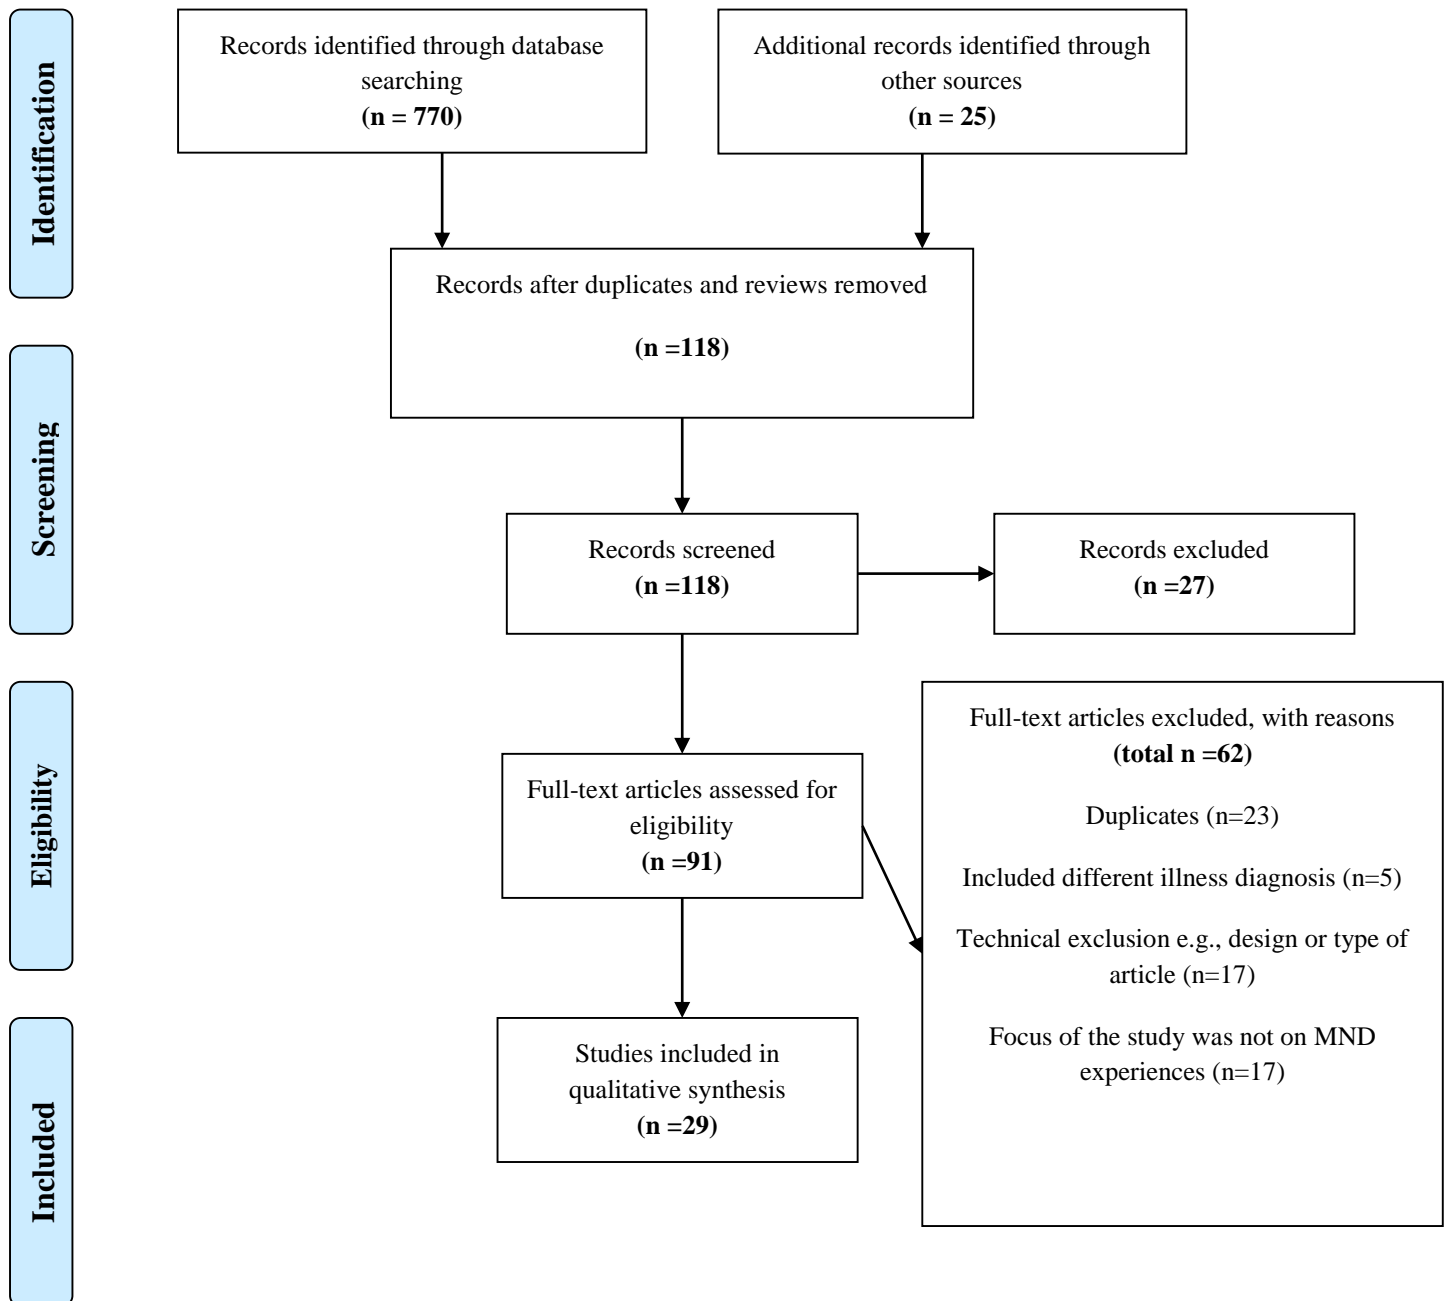 Identification
Records identified through database
searching
(n = 770)
Additional records identified through
other sources
(n = 25)
Records after duplicates and reviews removed
(n =118)
Screening
Records screened
(n =118)
Records excluded
(n =27)
Eligibility
Full-text articles assessed for
eligibility
(n =91)
Full-text articles excluded, with reasons
(total n =62)
Duplicates (n=23)
Included different illness diagnosis (n=5)
Technical exclusion e.g., design or type of
article (n=17)
Focus of the study was not on MND
experiences (n=17)
Included
Studies included in
qualitative synthesis
(n =29)